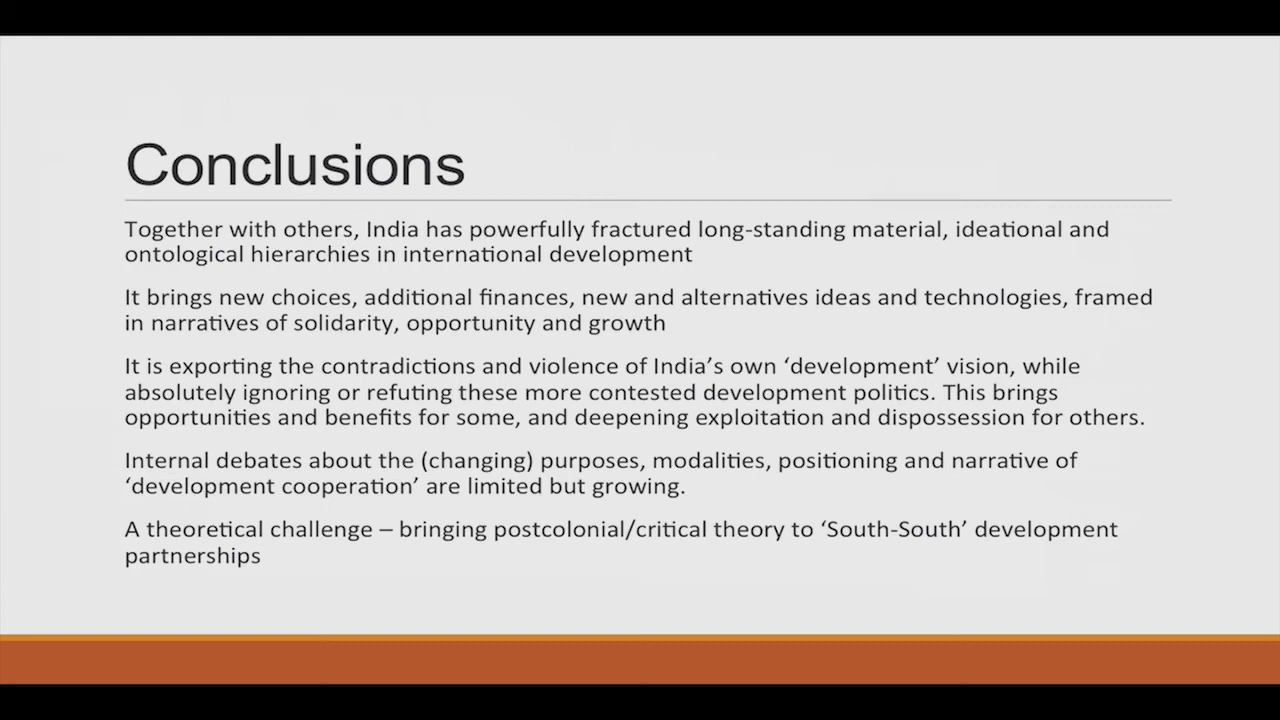 Conclusions
Together with others, India has powerfully fractured long-standing material, ideational and
ontological hierarchies in international development
It brings new choices, additional finances, new and alternatives ideas and technologies, framed
in narratives of solidarity, opportunity and growth
It is exporting the contradictions and violence of India’s own ‘development’ vision, while
absolutely ignoring or refuting these more contested development politics. This brings
opportunities and benefits for some, and deepening exploitation and dispossession for others.
Internal debates about the (changing) purposes, modalities, positioning and narrative of
‘development cooperation’ are limited but growing.
A theoretical challenge – bringing postcolonial/critical theory to ‘South-South’ development
partnerships